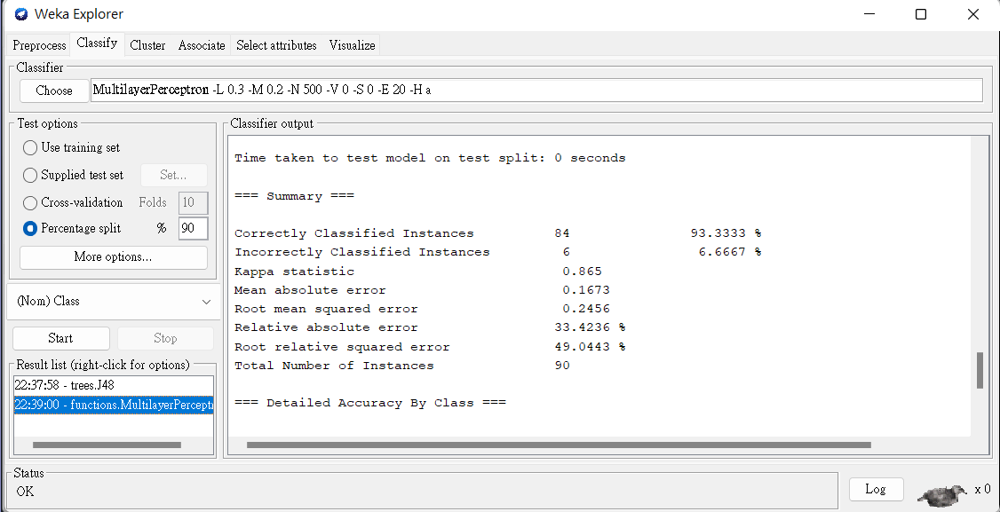 Weka Explorer
Preprocess Classify Cluster Associate Select attributes Visualize
Classifier
Choose MultilayerPerceptron -L 0.3 -M 0.2 -N 500 -V 0 -S 0 -E 20 -H a
Test options
Use training set
Supplied test set Set...
Cross-validation Folds 10
Percentage split % 90
More options...
(Nom) Class
Start Stop
Result list (right-click for options)
22:37:58 - trees.J48
22:39:00 - functions.MultilayerPerceptr
Classifier output
Time taken to test model on test split: 0 seconds
=== Summary ===
Correctly Classified Instances 84 93.3333 %
Incorrectly Classified Instances 6 6.6667 %
Kappa statistic 0.865
Mean absolute error 0.1673
Root mean squared error 0.2456
Relative absolute error 33.4236 %
Root relative squared error 49.0443 %
Total Number of Instances 90
=== Detailed Accuracy By Class ===
Status
OK
Log x 0